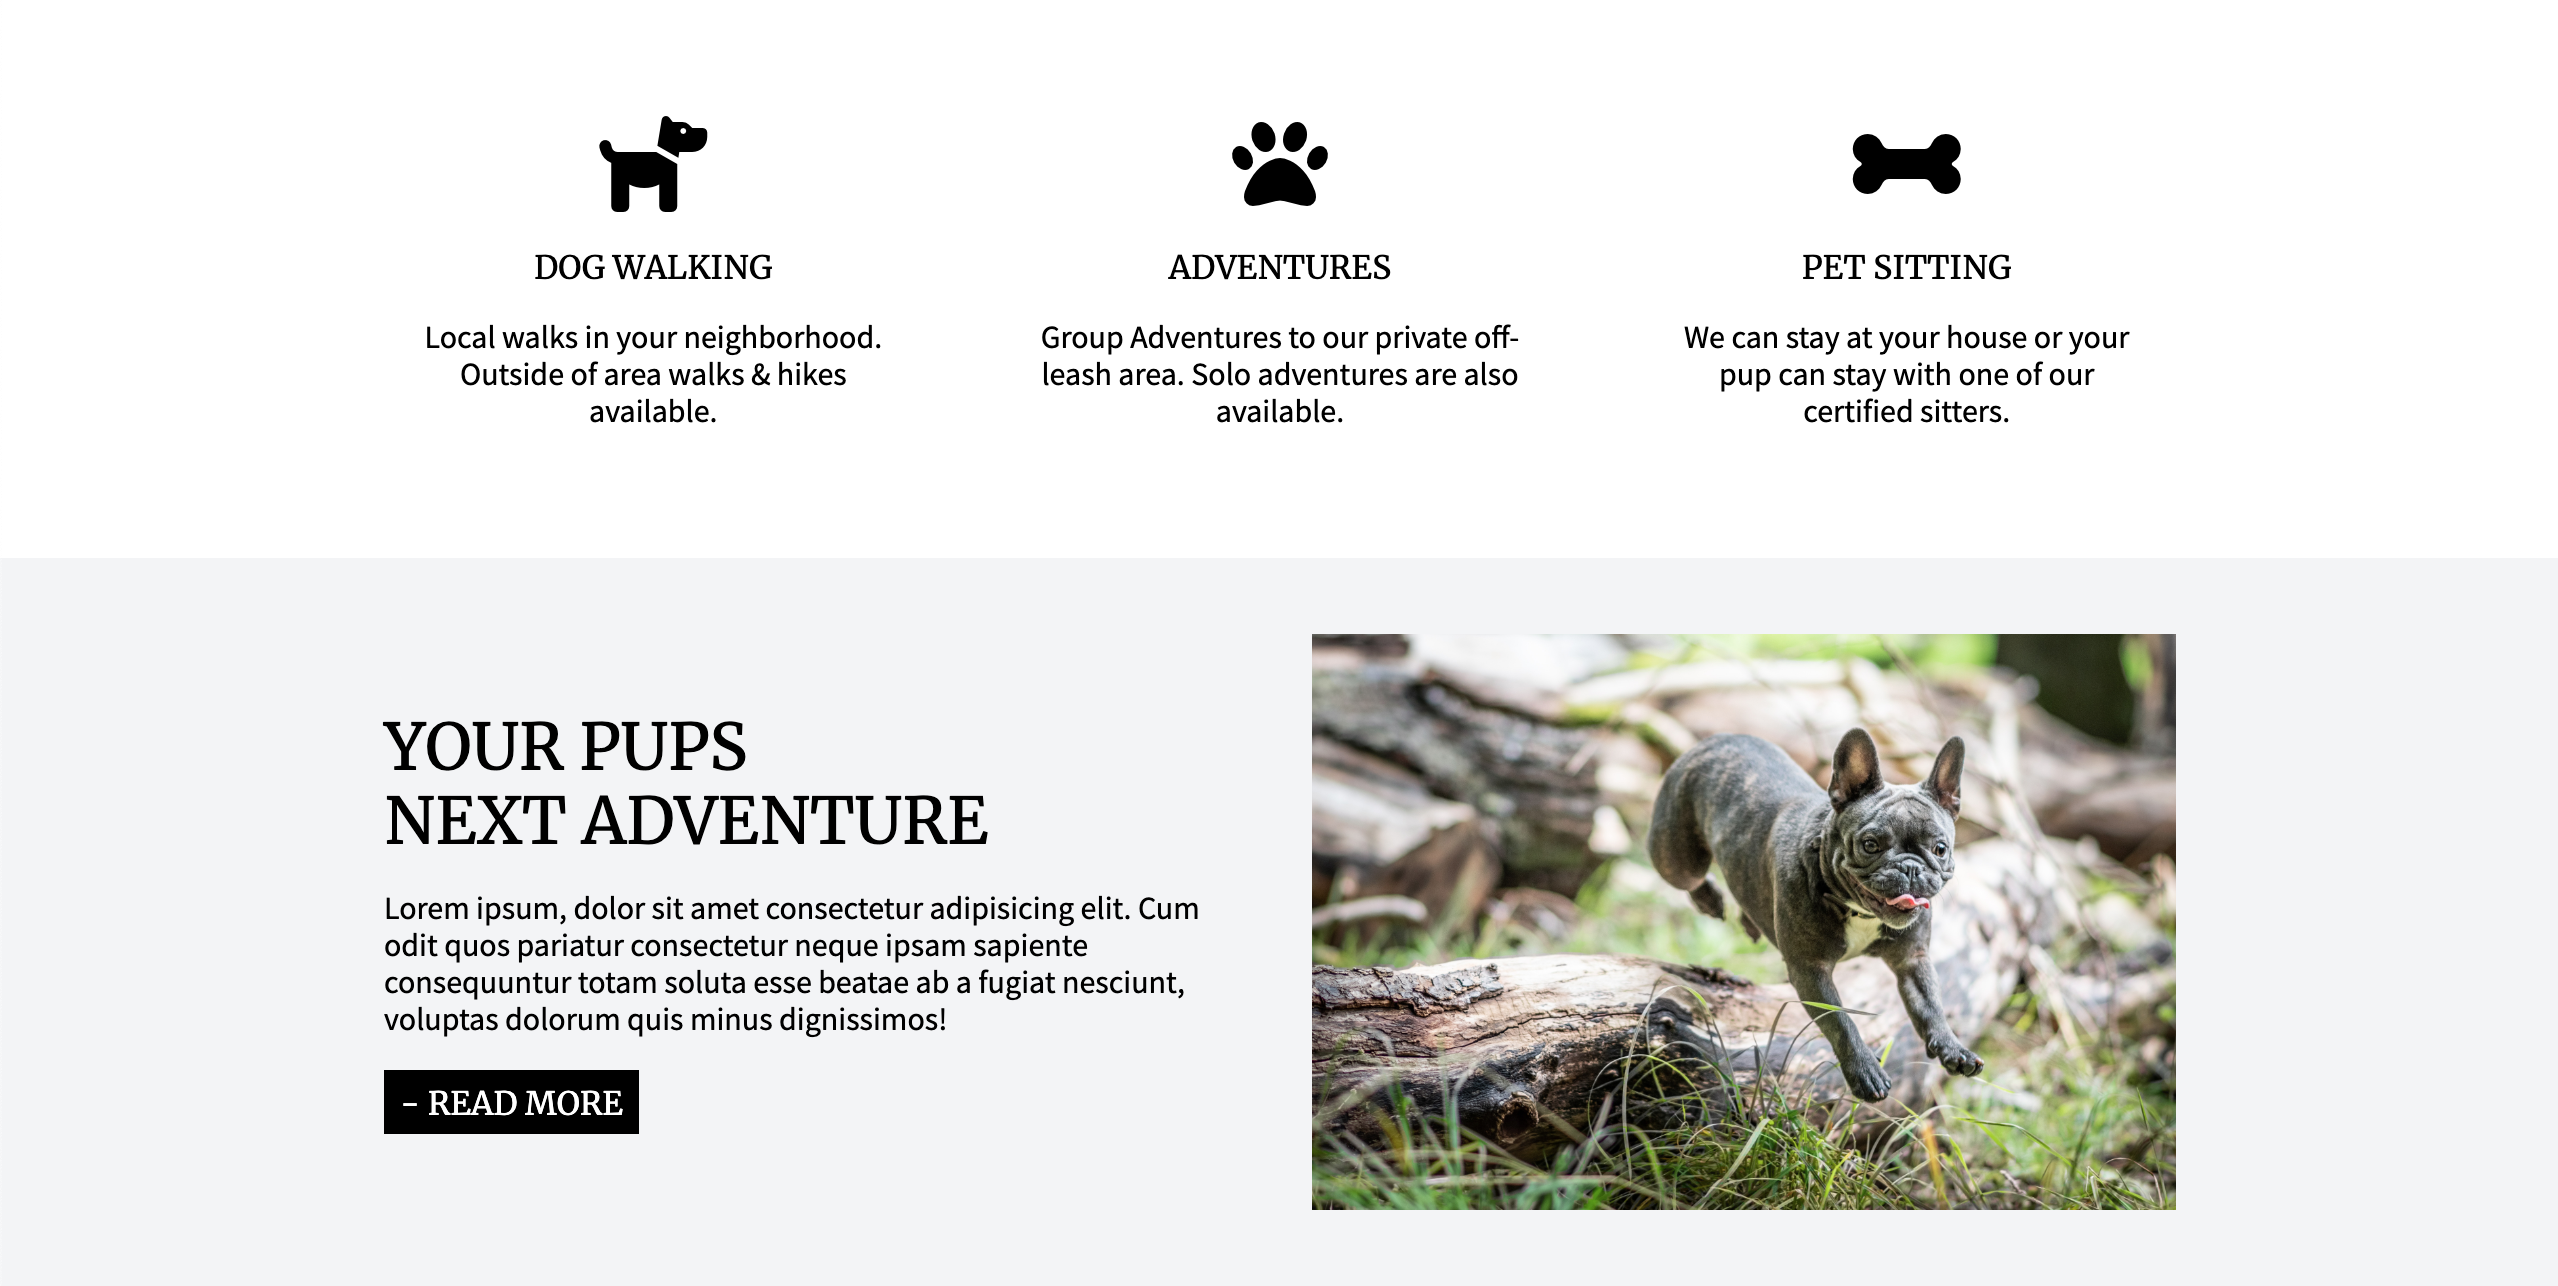 DOG WALKING
Local walks in your neighborhood.
Outside of area walks & hikes
available.
ADVENTURES
Group Adventures to our private off-
leash area. Solo adventures are also
available.
PET SITTING
We can stay at your house or your
pup can stay with one of our
certified sitters.
YOUR PUPS
NEXT ADVENTURE
Lorem ipsum, dolor sit amet consectetur adipisicing elit. Cum
odit quos pariatur consectetur neque ipsam sapiente
consequuntur totam soluta esse beatae ab a fugiat nesciunt,
voluptas dolorum quis minus dignissimos!
- READ MORE